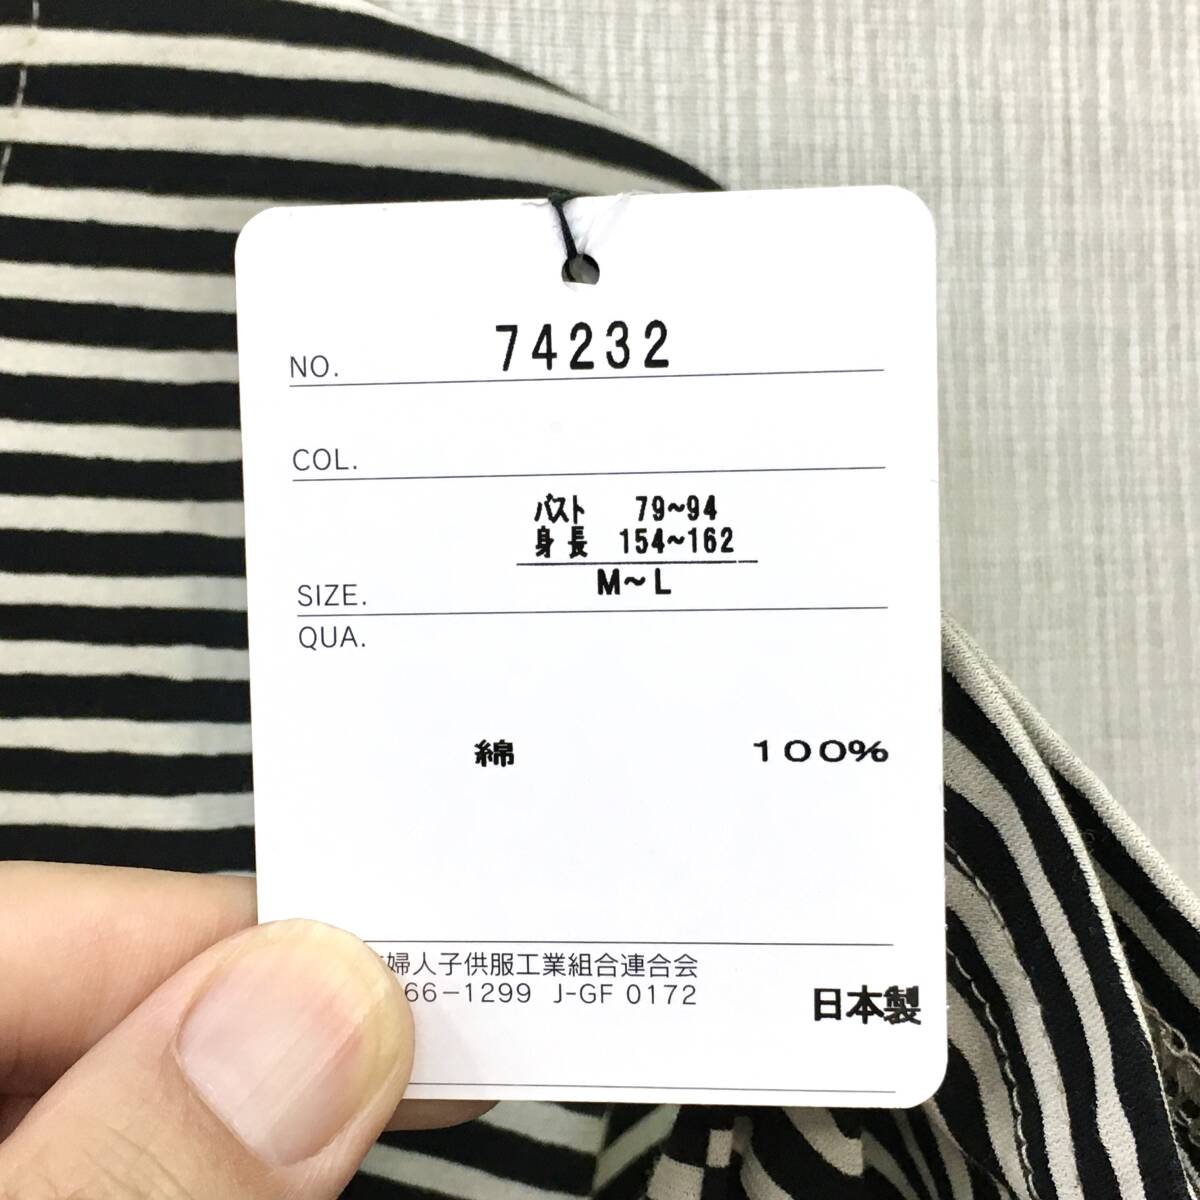 NO. 74232
COL.
バスト 79~94
身長 154~162
SIZE. M~L
QUA.
綿 100%
婦人子供服工業組合連合会
66-1299 J-GF 0172
日本製